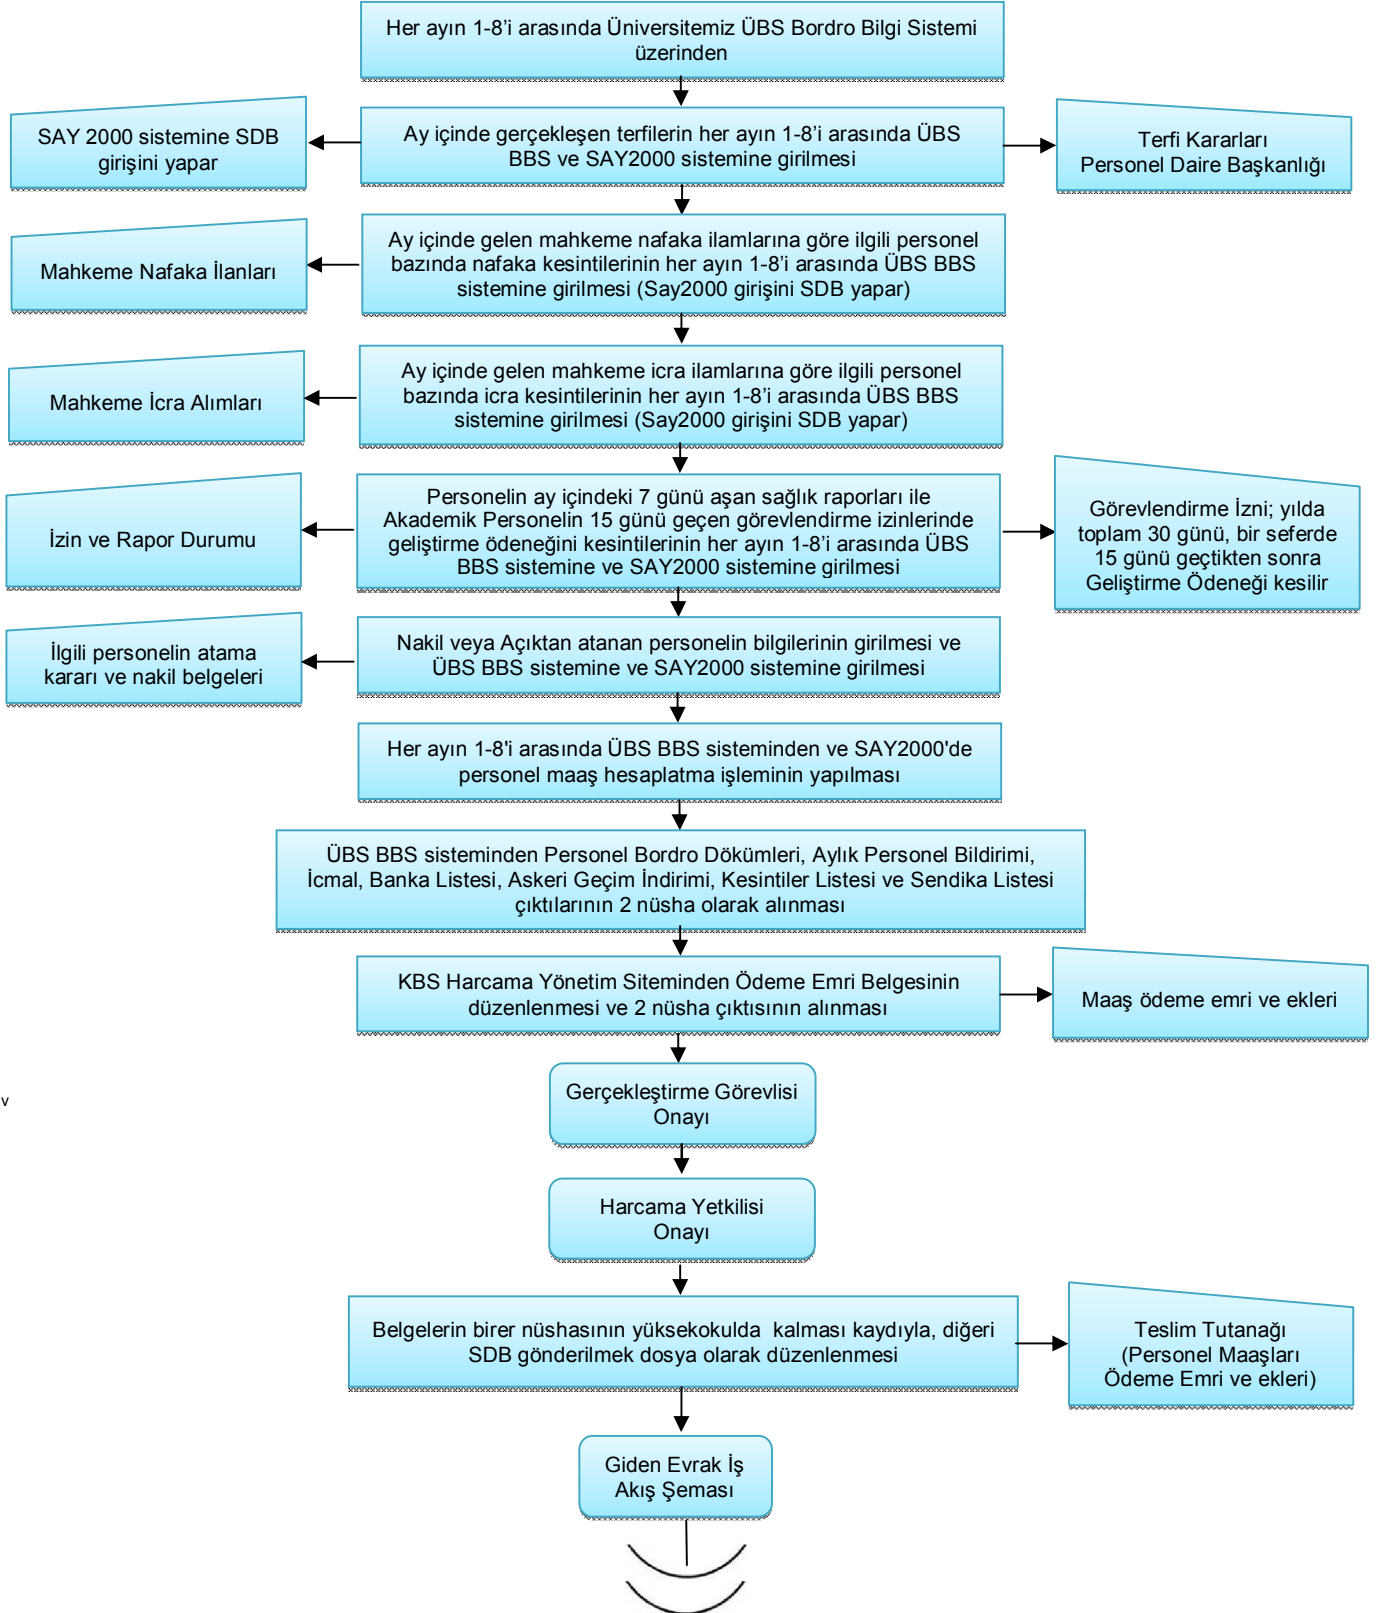 Her ayın 1-8’i arasında Üniversitemiz ÜBS Bordro Bilgi Sistemi
üzerinden
SAY 2000 sistemine SDB
girişini yapar
Ay içinde gerçekleşen terfilerin her ayın 1-8’i arasında ÜBS
BBS ve SAY2000 sistemine girilmesi
Terfi Kararları
Personel Daire Başkanlığı
Mahkeme Nafaka İlanları
Ay içinde gelen mahkeme nafaka ilamlarına göre ilgili personel
bazında nafaka kesintilerinin her ayın 1-8’i arasında ÜBS BBS
sistemine girilmesi (Say2000 girişini SDB yapar)
Mahkeme İcra Alımları
Ay içinde gelen mahkeme icra ilamlarına göre ilgili personel
bazında icra kesintilerinin her ayın 1-8’i arasında ÜBS BBS
sistemine girilmesi (Say2000 girişini SDB yapar)
İzin ve Rapor Durumu
Personelin ay içindeki 7 günü aşan sağlık raporları ile
Akademik Personelin 15 günü geçen görevlendirme izinlerinde
geliştirme ödeneğini kesintilerinin her ayın 1-8’i arasında ÜBS
BBS sistemine ve SAY2000 sistemine girilmesi
Görevlendirme İzni; yılda
toplam 30 günü, bir seferde
15 günü geçtikten sonra
Geliştirme Ödeneği kesilir
İlgili personelin atama
kararı ve nakil belgeleri
Nakil veya Açıktan atanan personelin bilgilerinin girilmesi ve
ÜBS BBS sistemine ve SAY2000 sistemine girilmesi
Her ayın 1-8'i arasında ÜBS BBS sisteminden ve SAY2000'de
personel maaş hesaplatma işleminin yapılması
ÜBS BBS sisteminden Personel Bordro Dökümleri, Aylık Personel Bildirimi,
İcmal, Banka Listesi, Askeri Geçim İndirimi, Kesintiler Listesi ve Sendika Listesi
çıktılarının 2 nüsha olarak alınması
KBS Harcama Yönetim Siteminden Ödeme Emri Belgesinin
düzenlenmesi ve 2 nüsha çıktısının alınması
Maaş ödeme emri ve ekleri
Gerçekleştirme Görevlisi
Onayı
v
Harcama Yetkilisi
Onayı
Belgelerin birer nüshasının yüksekokulda  kalması kaydıyla, diğeri
SDB gönderilmek dosya olarak düzenlenmesi
Teslim Tutanağı
(Personel Maaşları
Ödeme Emri ve ekleri)
Giden Evrak İş
Akış Şeması